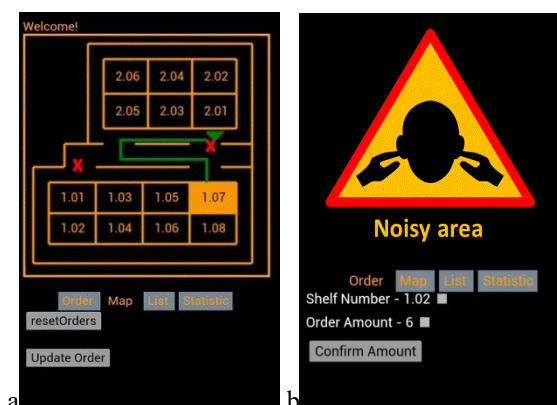 Welcome!
2.06 2.04 2.02
2.05 2.03 2.01
X
X
1.01 1.03 1.05 1.07
1.02 1.04 1.06 1.08
Order Map List Statistic
resetOrders
Update Order
a
Noisy area
Order Map List Statistic
Shelf Number - 1.02
Order Amount - 6
Confirm Amount
b